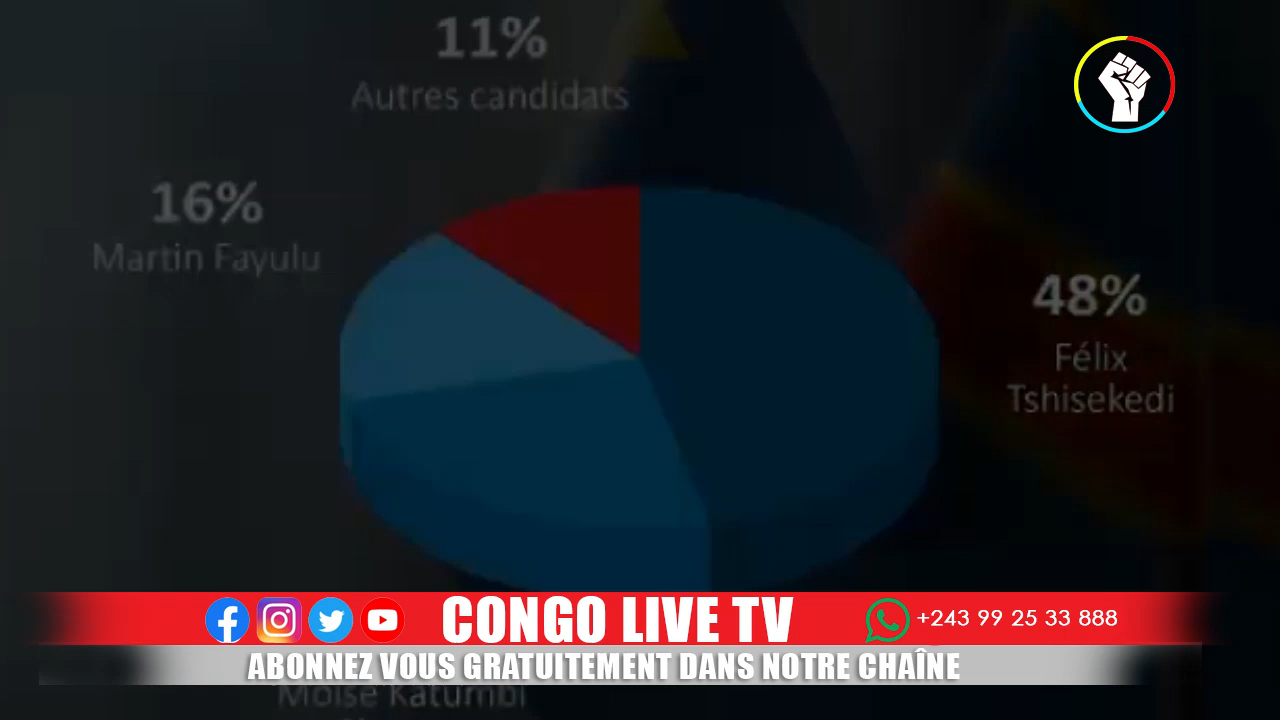 11%
Autres candidats
16%
Martin Fayulu
48%
Félix
Tshisekedi
CONGO LIVE TV
+243 99 25 33 888
ABONNEZ VOUS GRATUITEMENT DANS NOTRE CHAÎNE
Moïse Katumbi